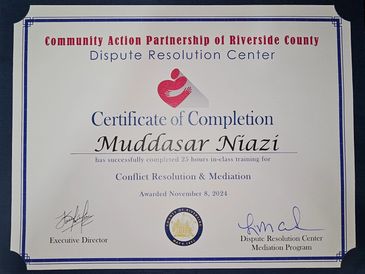 Community Action Partnership of Riverside County
Dispute Resolution Center
Certificate of Completion
Muddasar Niazi
has successfully completed 25 hours in-class training for
Conflict Resolution & Mediation
Awarded November 8, 2024
Executive Director
Dispute Resolution Center
Mediation Program